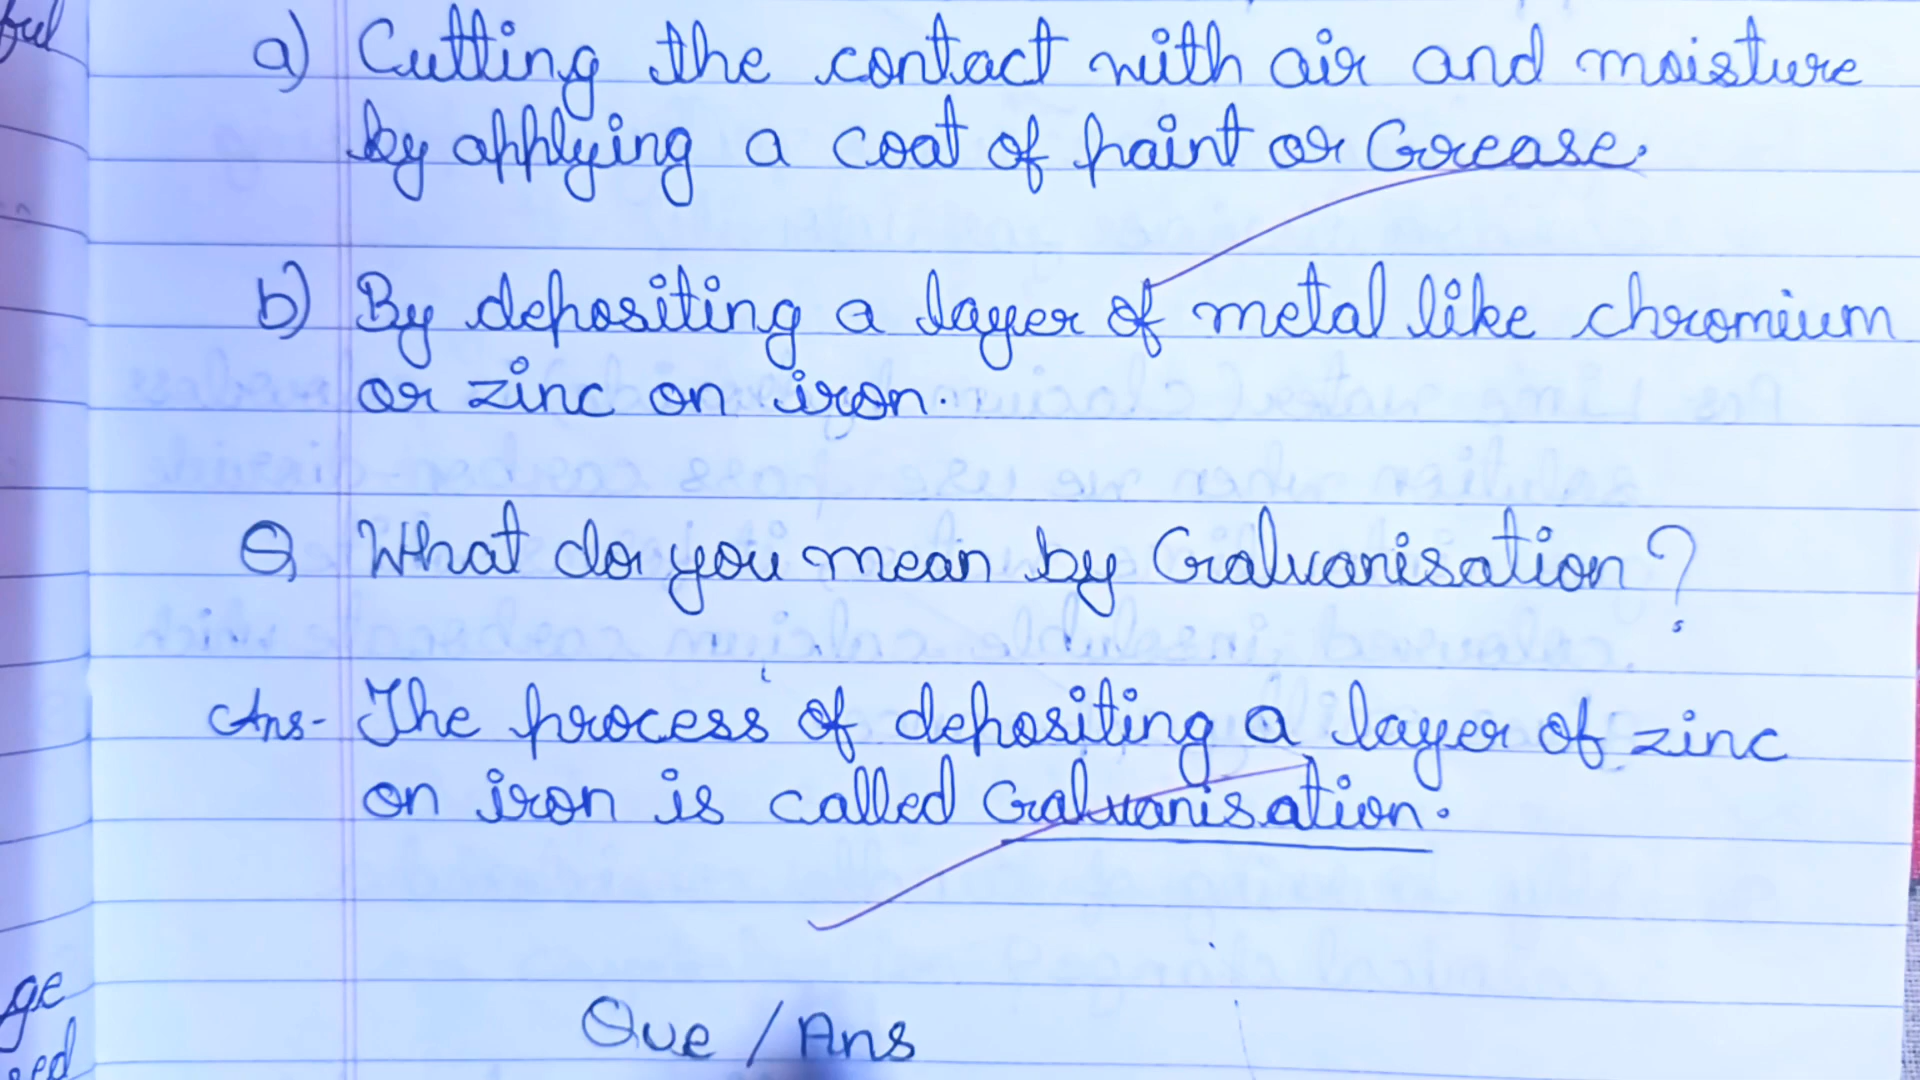 a) Cutting the contact with air and moisture
by applying a coat of paint or Grease.
b) By depositing a layer of metal like chromium
or zinc on iron.
Q What do you mean by Galvanisation?
Ans- The process of depositing a layer of zinc
on iron is called Galvanisation.
ge
Que / Ans